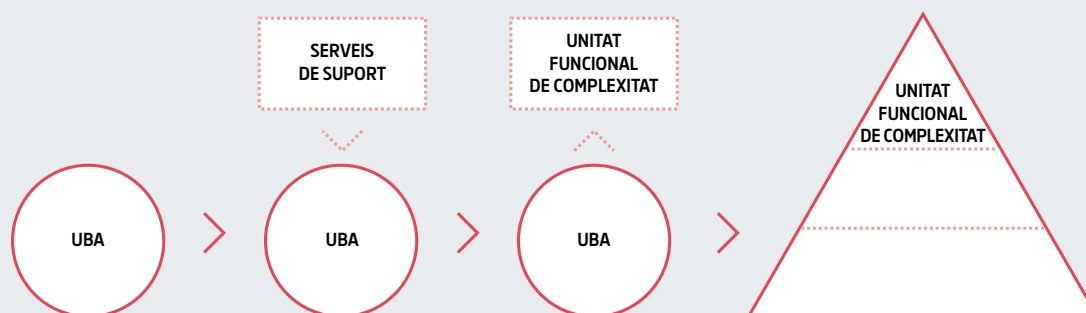 SERVEIS
DE SUPORT
UNITAT
FUNCIONAL
DE COMPLEXITAT
UNITAT
FUNCIONAL
DE COMPLEXITAT
UBA
UBA
UBA